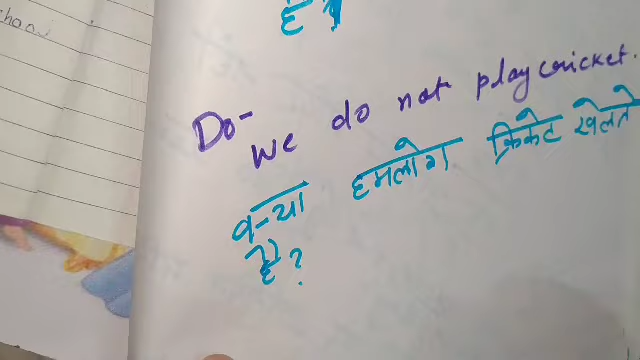 है।
Do-
we do not play cricket.
क्या हमलोग क्रिकेट खेलते
है?